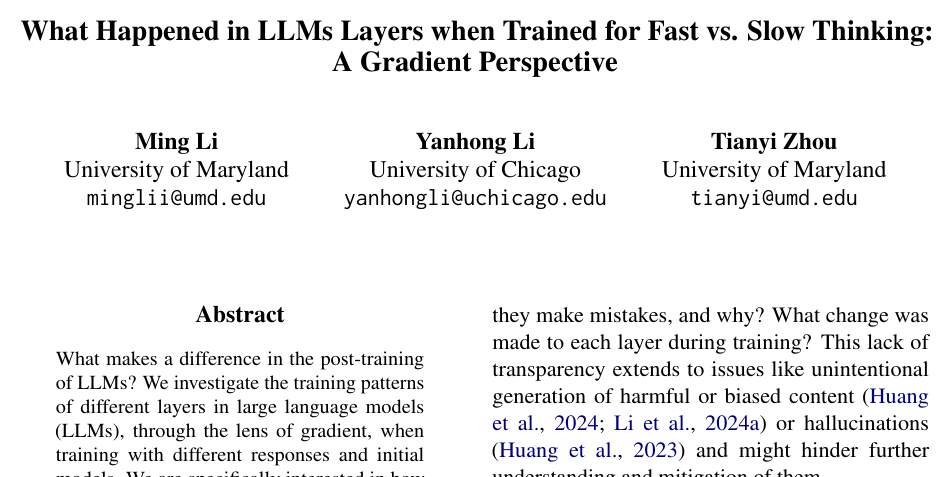 What Happened in LLMs Layers when Trained for Fast vs. Slow Thinking:
A Gradient Perspective
Ming Li
University of Maryland
minglii@umd.edu
Yanhong Li
University of Chicago
yanhongli@uchicago.edu
Tianyi Zhou
University of Maryland
tianyi@umd.edu
Abstract
What makes a difference in the post-training
of LLMs? We investigate the training patterns
of different layers in large language models
(LLMs), through the lens of gradient, when
training with different responses and initial
models. We are specifically interested in how
they make mistakes, and why? What change was
made to each layer during training? This lack of
transparency extends to issues like unintentional
generation of harmful or biased content (Huang
et al., 2024; Li et al., 2024a) or hallucinations
(Huang et al., 2023) and might hinder further
understanding and mitigation of them.